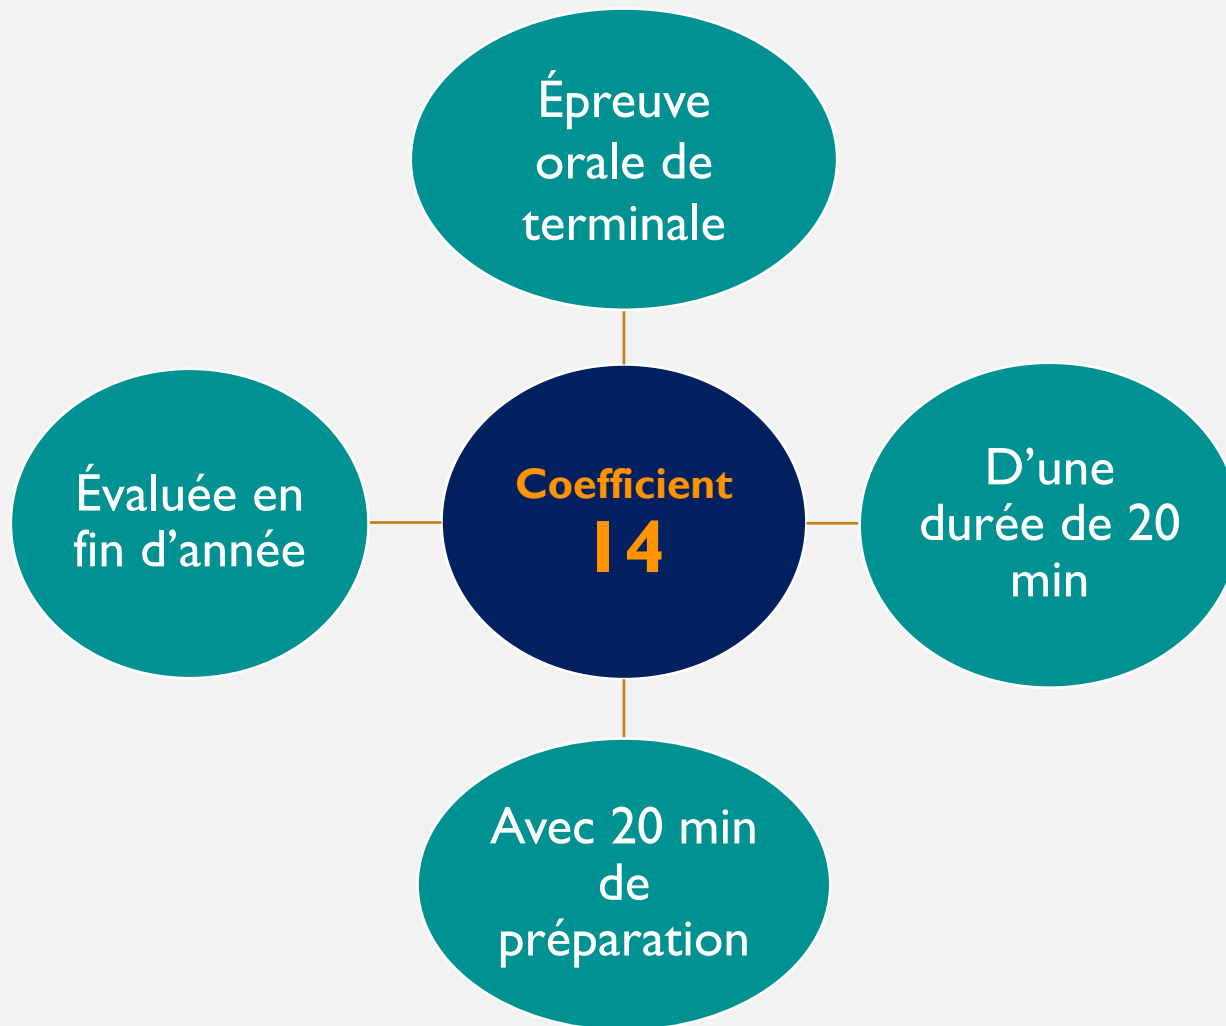 Épreuve
orale de
terminale
Évaluée en
fin d’année
Coefficient
14
D’une
durée de 20
min
Avec 20 min
de
préparation